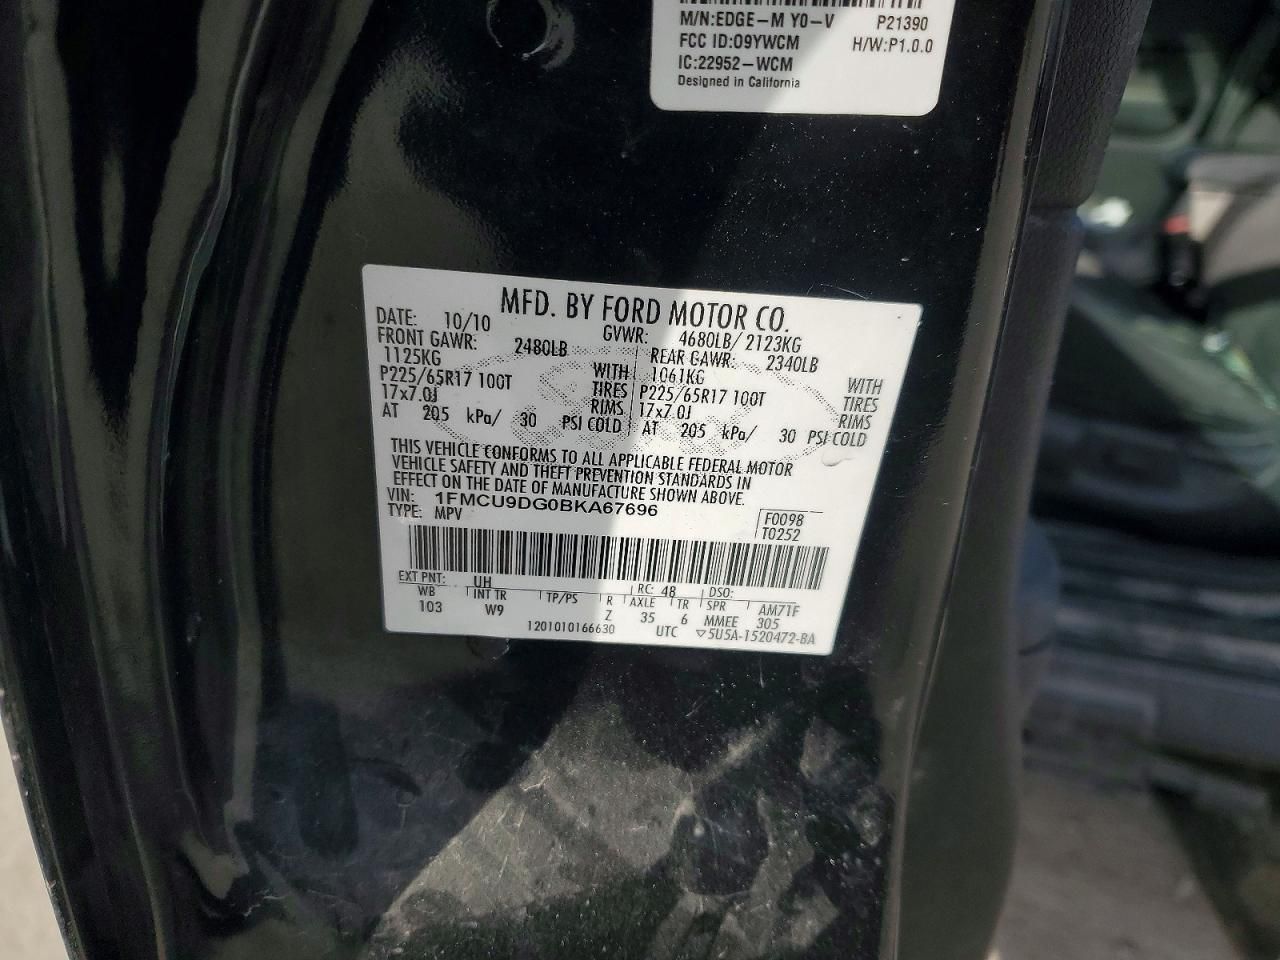 M/N:EDGE-M Y0-V P21390
FCC ID:O9YWCM H/W:P1.0.0
IC:22952-WCM
Designed in California
MFD. BY FORD MOTOR CO.
DATE: 10/10 GVWR: 4680LB/ 2123KG
FRONT GAWR: 2480LB REAR GAWR: 2340LB
1125KG WITH 1061KG WITH
P225/65R17 100T TIRES P225/65R17 100T TIRES
17x7.0J RIMS 17x7.0J RIMS
AT 205 kPa/ 30 PSI COLD AT 205 kPa/ 30 PSI COLD
THIS VEHICLE CONFORMS TO ALL APPLICABLE FEDERAL MOTOR
VEHICLE SAFETY AND THEFT PREVENTION STANDARDS IN
EFFECT ON THE DATE OF MANUFACTURE SHOWN ABOVE.
VIN: 1FMCU9DG0BKA67696
TYPE: MPV
F0098
T0252
EXT PNT: UH RC: 48 DSO:
WB INT TR TP/PS R AXLE TR SPR AM71F
103 W9 Z 35 6 MMEE 305
1201010166630 UTC ▽5U5A-1520472-BA